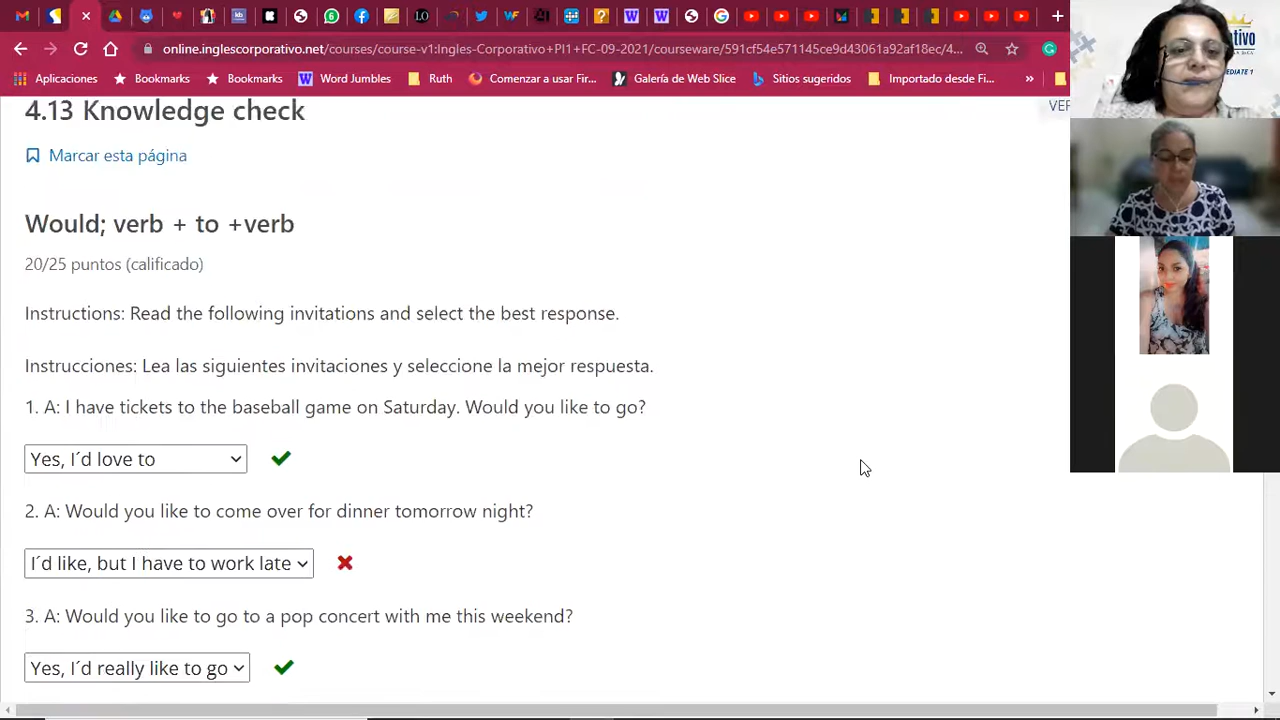 online.inglescorporativo.net/courses/course-v1:Ingles-Corporativo+PI1+FC-09-2021/courseware/591cf54e571145ce9d43061a92af18ec/4...
Aplicaciones Bookmarks Bookmarks Word Jumbles Ruth Comenzar a usar Fir... Galería de Web Slice Sitios sugeridos Importado desde Fi... »
4.13 Knowledge check
VER
Marcar esta página
Would; verb + to +verb
20/25 puntos (calificado)
Instructions: Read the following invitations and select the best response.
Instrucciones: Lea las siguientes invitaciones y seleccione la mejor respuesta.
1. A: I have tickets to the baseball game on Saturday. Would you like to go?
Yes, I´d love to
2. A: Would you like to come over for dinner tomorrow night?
I´d like, but I have to work late
3. A: Would you like to go to a pop concert with me this weekend?
Yes, I´d really like to go